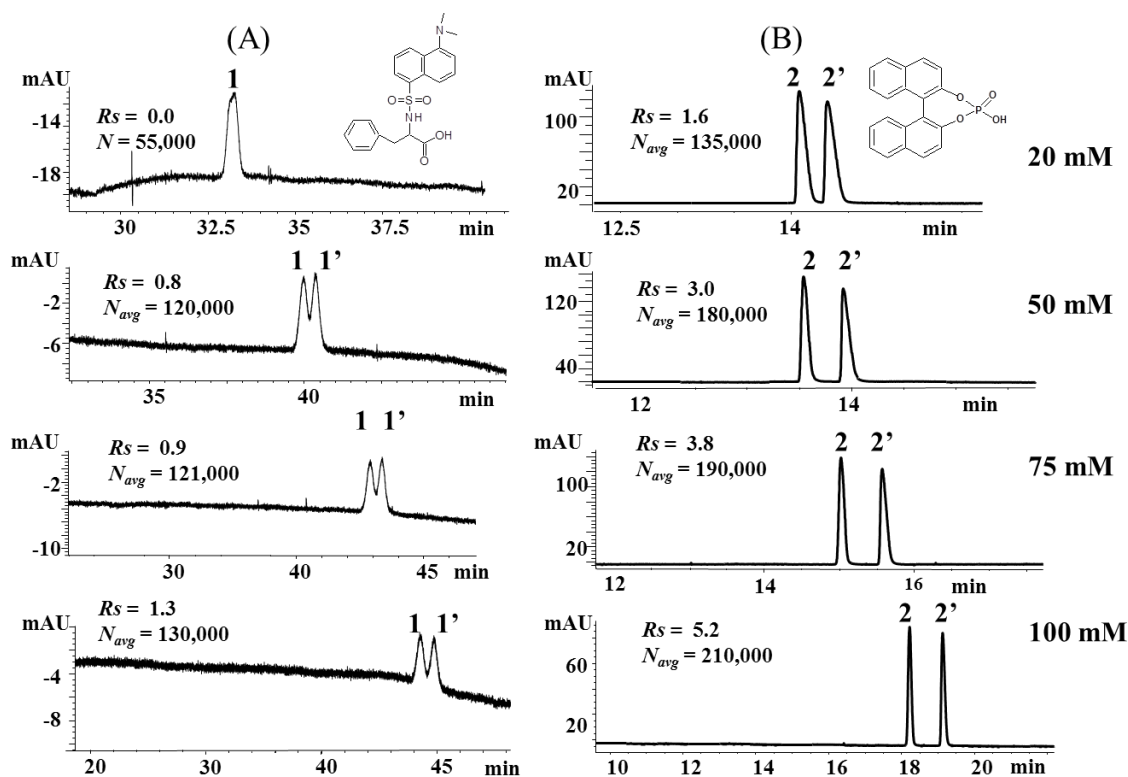 (A)
(B)
mAU
1
Rs = 0.0
N = 55,000
-14
-18
30
32.5
35
37.5
min
N
O=S=O
NH
OH
O
mAU
2 2’
Rs = 1.6
Navg = 135,000
100
20
12.5
14
min
O
O
P
O
OH
20 mM
mAU
1 1’
Rs = 0.8
Navg = 120,000
-2
-6
35
40
min
mAU
2 2’
Rs = 3.0
Navg = 180,000
120
40
12
14
min
50 mM
mAU
1 1’
Rs = 0.9
Navg = 121,000
-2
-10
30
40
45
min
mAU
2 2’
Rs = 3.8
Navg = 190,000
100
20
12
14
16
min
75 mM
mAU
1 1’
Rs = 1.3
Navg = 130,000
-4
-8
20
30
40
45
min
mAU
2 2’
Rs = 5.2
Navg = 210,000
60
20
10
12
14
16
18
20
min
100 mM